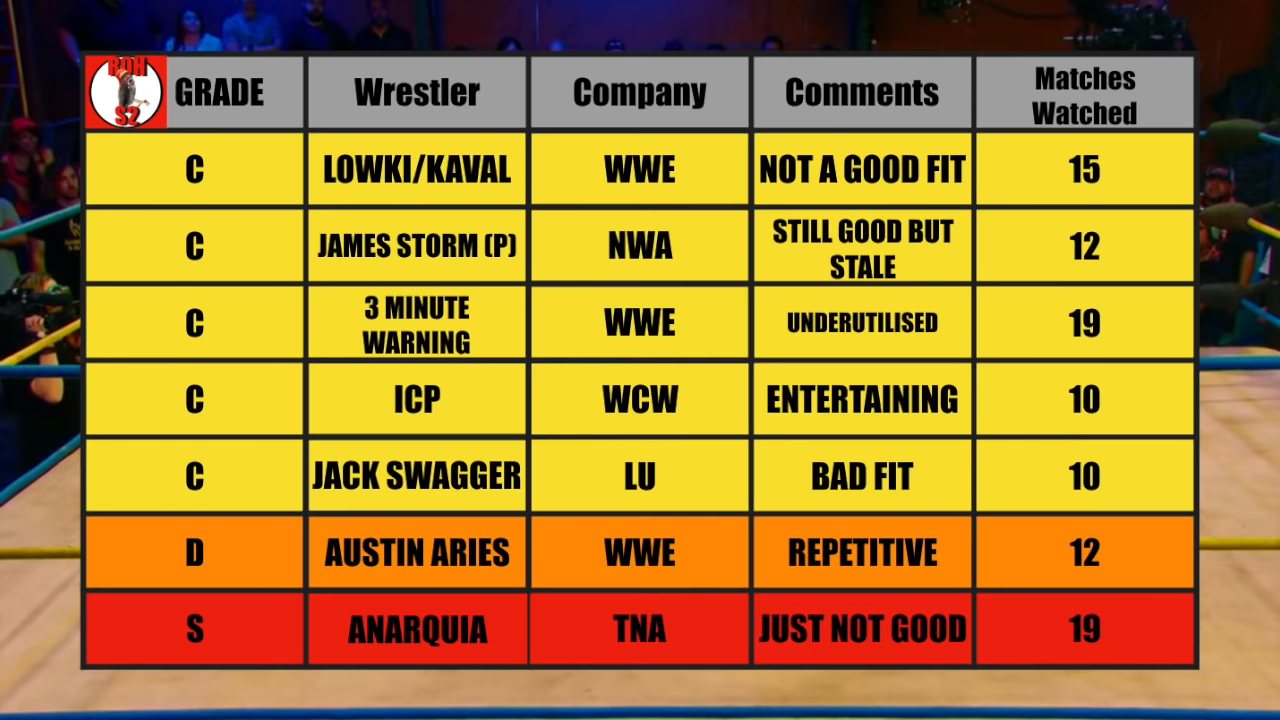 ROH
S2
GRADE Wrestler Company Comments Matches
Watched
C LOWKI/KAVAL WWE NOT A GOOD FIT 15
C JAMES STORM (P) NWA STILL GOOD BUT
STALE 12
C 3 MINUTE
WARNING WWE UNDERUTILISED 19
C ICP WCW ENTERTAINING 10
C JACK SWAGGER LU BAD FIT 10
D AUSTIN ARIES WWE REPETITIVE 12
S ANARQUIA TNA JUST NOT GOOD 19